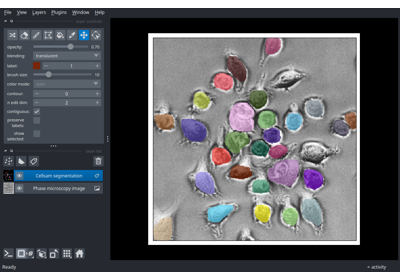 File View Layers Plugins Window Help
opacity: 0.70
blending: translucent
label: 1
brush size: 10
color mode:
contour: 0
n edit dim: 2
contiguous:
preserve
labels:
show
selected:
Cellsam segmentation
Phase microscopy image
Ready
activity